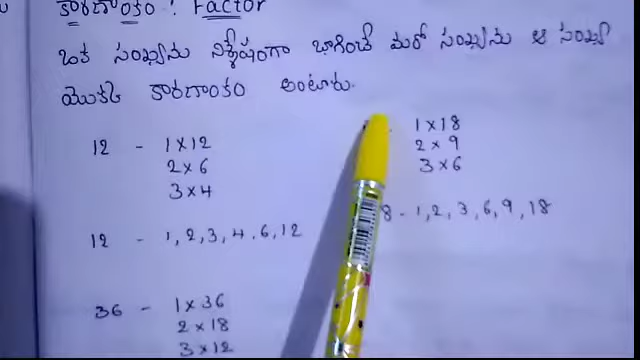 కారణాంకం : Factor
ఒక సంఖ్యను నిశ్శేషంగా భాగించే మరో సంఖ్యను ఆ సంఖ్య
యొక్క కారణాంకం అంటారు.
12 - 1 x 12
2 x 6
3 x 4
1 x 18
2 x 9
3 x 6
8 - 1, 2, 3, 6, 9, 18
12 - 1, 2, 3, 4, 6, 12
36 - 1 x 36
2 x 18
3 x 12